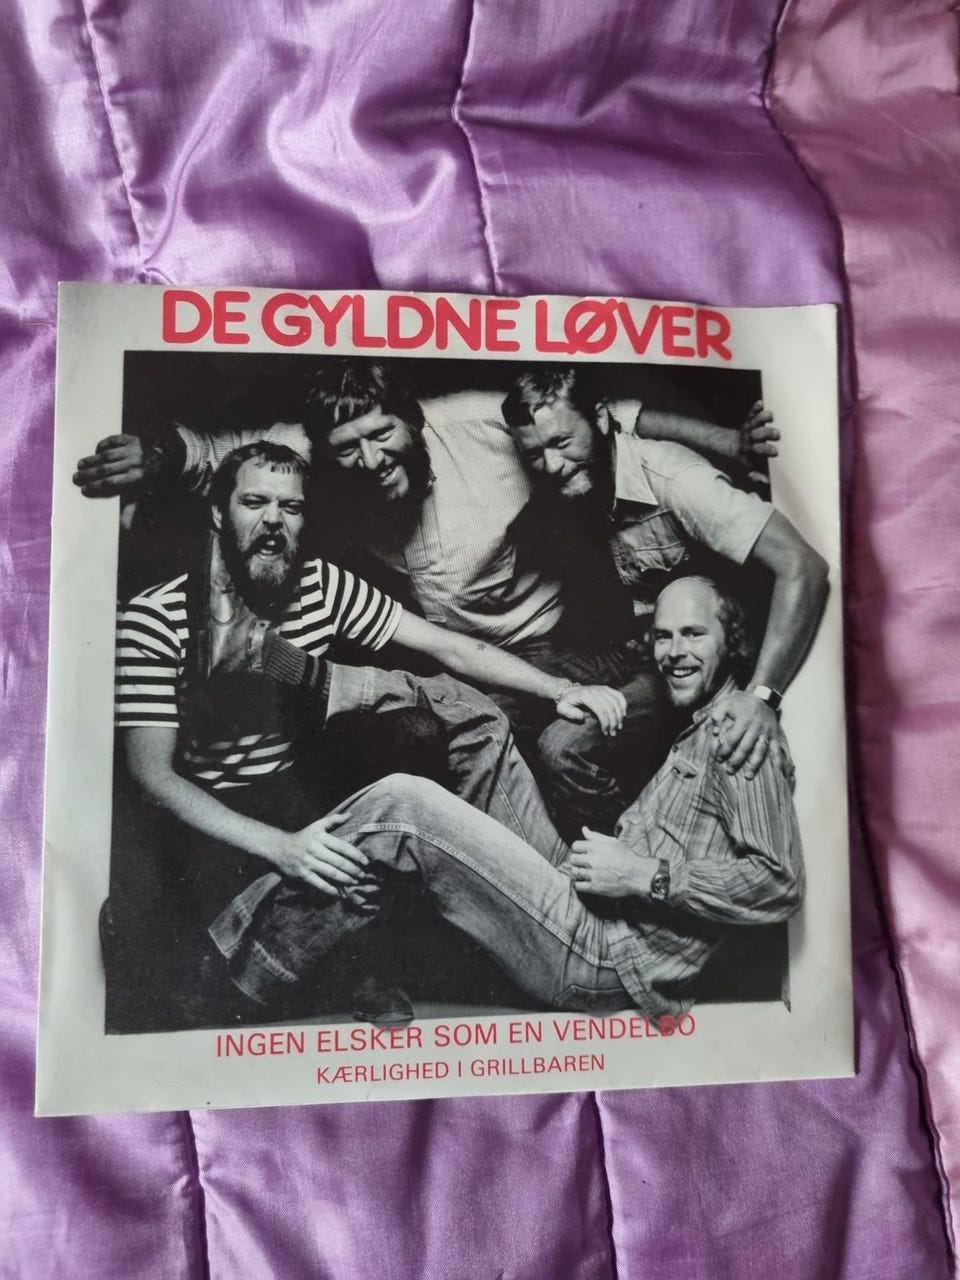 DE GYLDNE LØVER
INGEN ELSKER SOM EN VENDELBO
KÆRLIGHED I GRILLBAREN